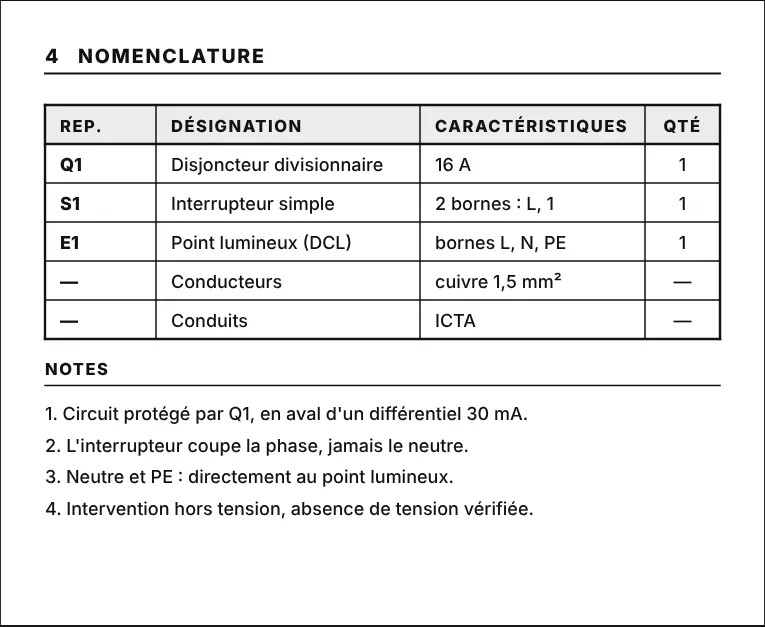 4 NOMENCLATURE
REP. DÉSIGNATION CARACTÉRISTIQUES QTÉ
Q1 Disjoncteur divisionnaire 16 A 1
S1 Interrupteur simple 2 bornes : L, 1 1
E1 Point lumineux (DCL) bornes L, N, PE 1
— Conducteurs cuivre 1,5 mm² —
— Conduits ICTA —
NOTES
1. Circuit protégé par Q1, en aval d'un différentiel 30 mA.
2. L'interrupteur coupe la phase, jamais le neutre.
3. Neutre et PE : directement au point lumineux.
4. Intervention hors tension, absence de tension vérifiée.